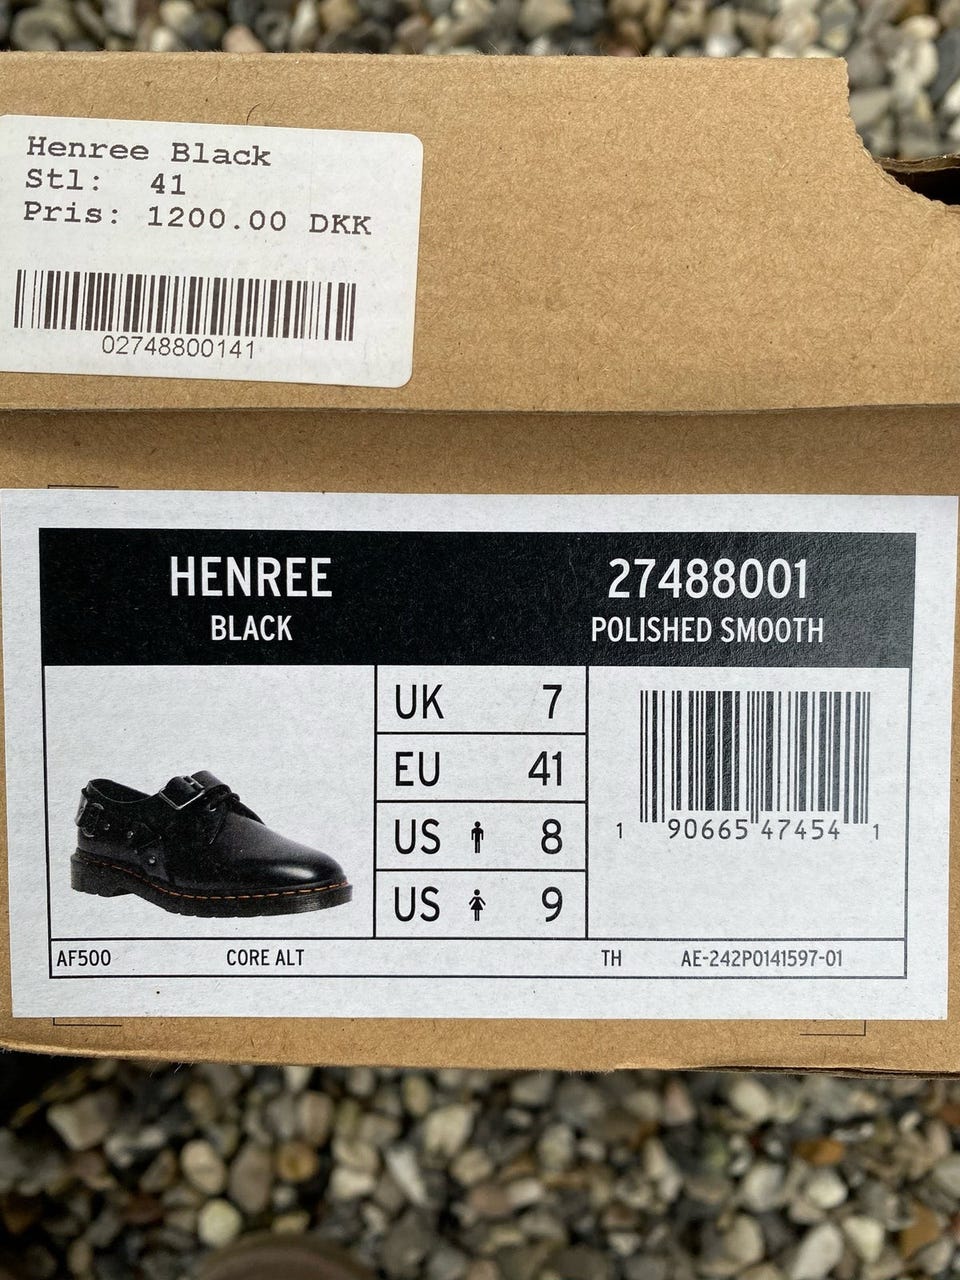 Henree Black
Stl: 41
Pris: 1200.00 DKK
02748800141
HENREE
BLACK
27488001
POLISHED SMOOTH
UK 7
EU 41
US 8
US 9
1 90665 47454 1
AF500 CORE ALT TH AE-242P0141597-01